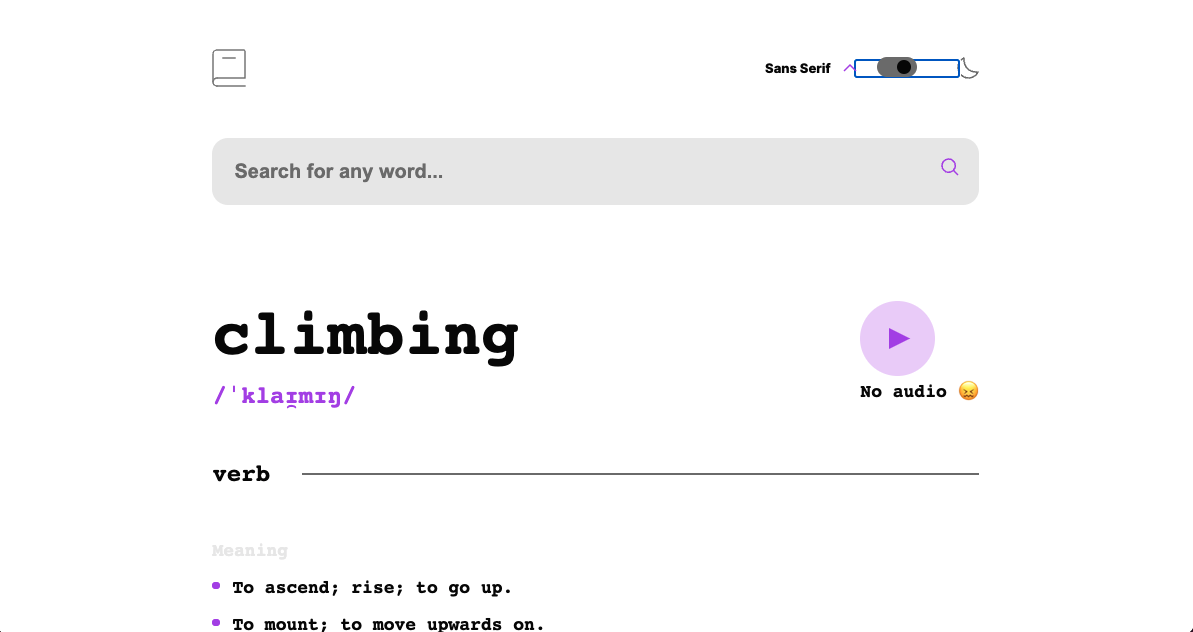 Sans Serif
Search for any word...
climbing
/ˈklaɪ̯mɪŋ/
No audio 😖
verb
Meaning
To ascend; rise; to go up.
To mount; to move upwards on.